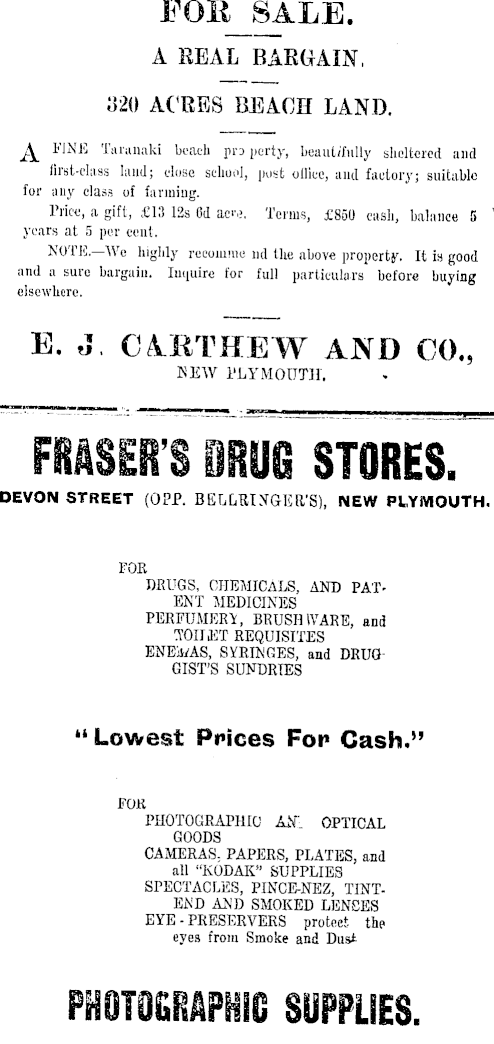 FOR SALE.
A REAL BARGAIN.
320 ACRES BEACH LAND.
A FINE Taranaki beach property, beautifully sheltered and
first-class land; close school, post office, and factory; suitable
for any class of farming.
Price, a gift, £13 12s 6d acre. Terms, £850 cash, balance 5
years at 5 per cent.
NOTE.—We highly recommend the above property. It is good
and a sure bargain. Inquire for full particulars before buying
elsewhere.
E. J. CARTHEW AND CO.,
NEW PLYMOUTH.
FRASER'S DRUG STORES.
DEVON STREET (OPP. BELLRINGER'S), NEW PLYMOUTH.
FOR
DRUGS, CHEMICALS, AND PAT-
ENT MEDICINES
PERFUMERY, BRUSHWARE, and
TOILET REQUISITES
ENEMAS, SYRINGES, and DRUG-
GIST'S SUNDRIES
"Lowest Prices For Cash."
FOR
PHOTOGRAPHIC AN. OPTICAL
GOODS
CAMERAS, PAPERS, PLATES, and
all "KODAK" SUPPLIES
SPECTACLES, PINCE-NEZ, TINT-
END AND SMOKED LENCES
EYE-PRESERVERS protect the
eyes from Smoke and Dust
PHOTOGRAPHIC SUPPLIES.